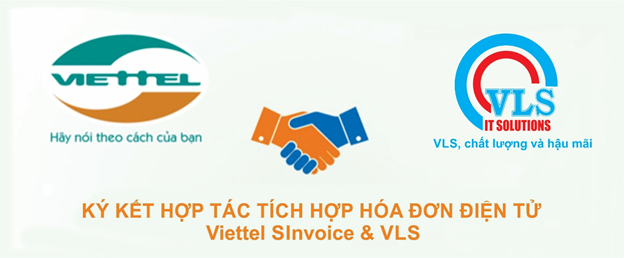 VIETTEL
Hãy nói theo cách của bạn
VLS
IT SOLUTIONS
VLS, chất lượng và hậu mãi
KÝ KẾT HỢP TÁC TÍCH HỢP HÓA ĐƠN ĐIỆN TỬ
Viettel SInvoice & VLS